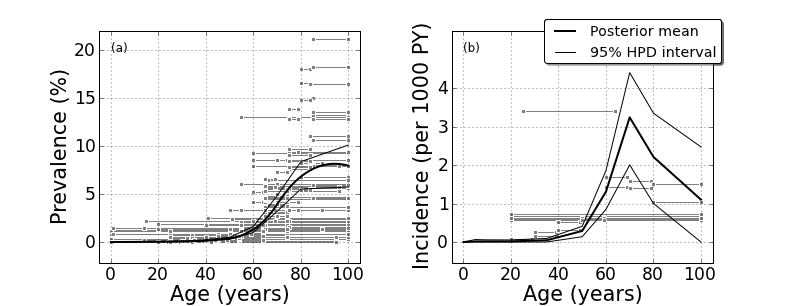 (a)
Prevalence (%)
20
15
10
5
0
0 20 40 60 80 100
Age (years)
(b)
Posterior mean
95% HPD interval
Incidence (per 1000 PY)
4
3
2
1
0
0 20 40 60 80 100
Age (years)